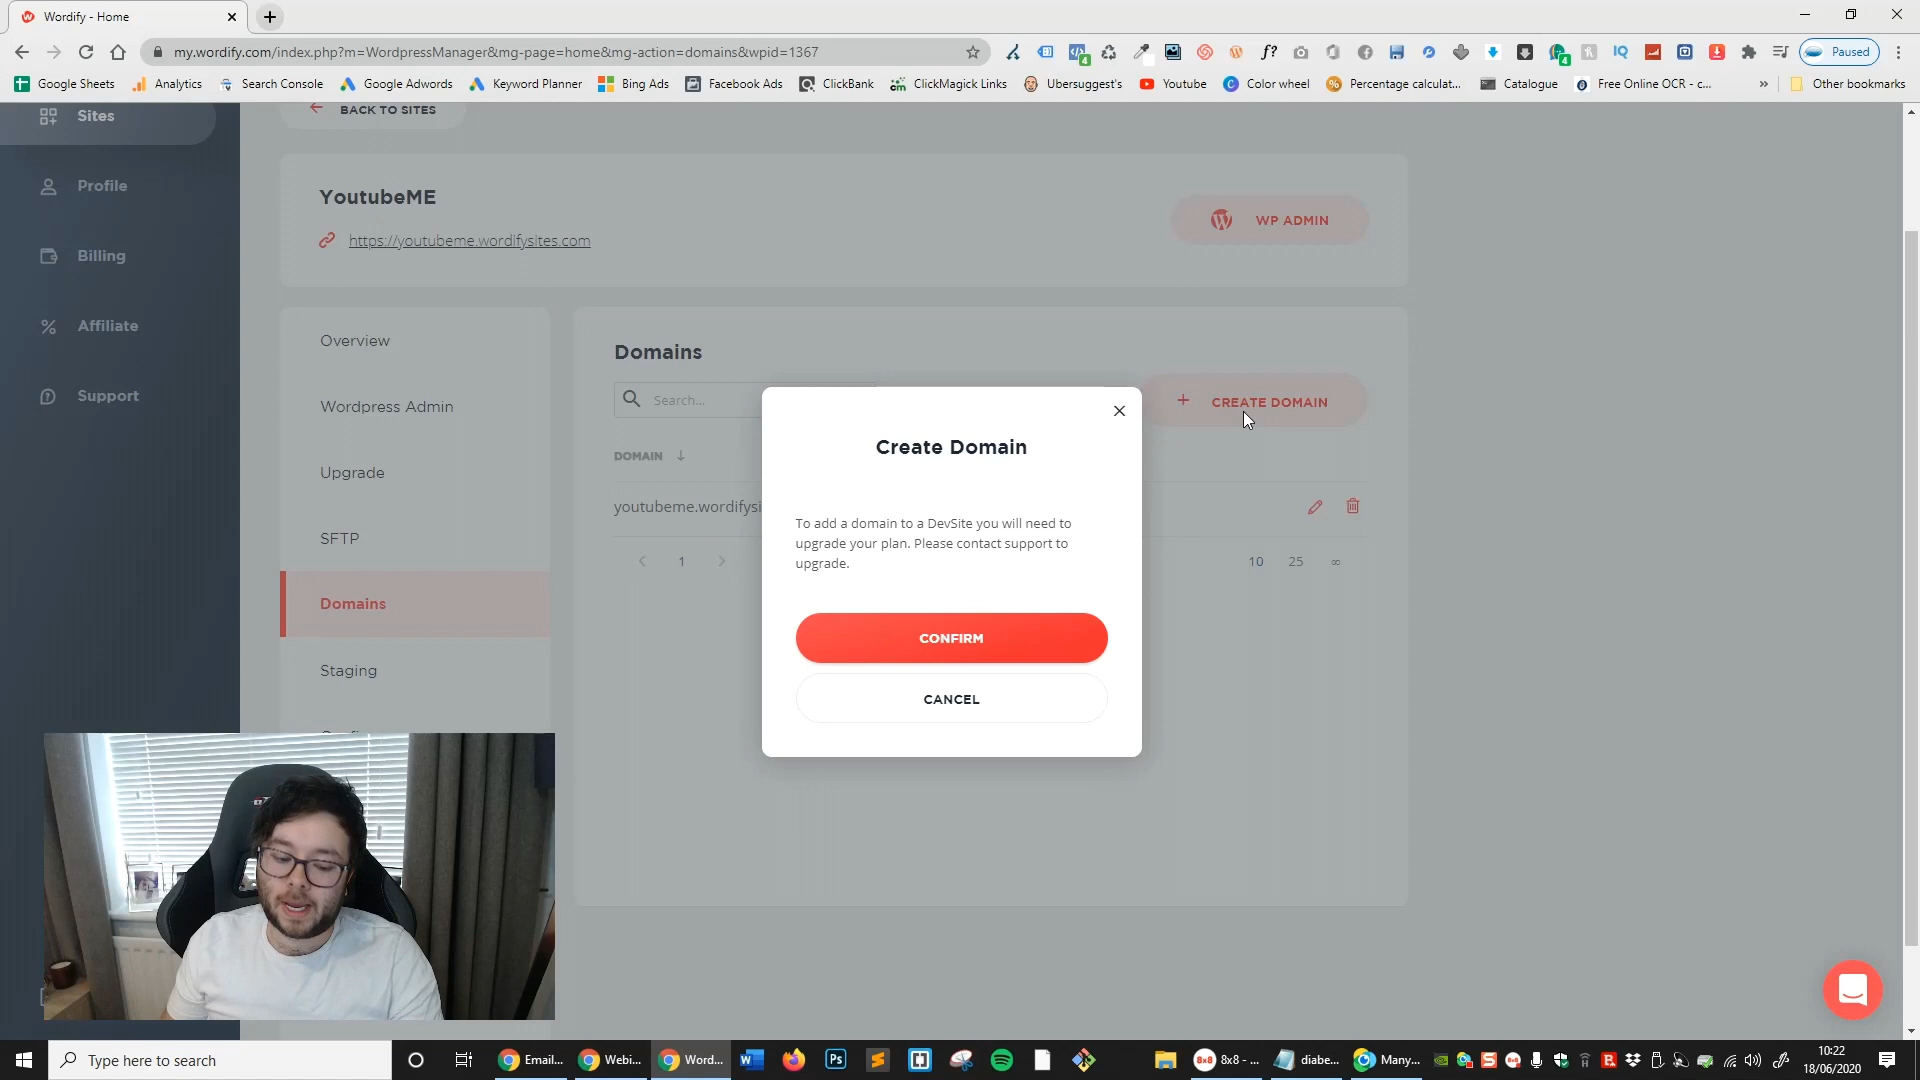 Wordify - Home
my.wordify.com/index.php?m=WordpressManager&mg-page=home&mg-action=domains&wpid=1367
Paused
Google Sheets
Analytics
Search Console
Google Adwords
Keyword Planner
Bing Ads
Facebook Ads
ClickBank
ClickMagick Links
Ubersuggest's
Youtube
Color wheel
Percentage calculat...
Catalogue
Free Online OCR - c...
»
Other bookmarks
Sites
Profile
Billing
Affiliate
Support
BACK TO SITES
YoutubeME
https://youtubeme.wordifysites.com
WP ADMIN
Overview
Wordpress Admin
Upgrade
SFTP
Domains
Staging
Domains
Search...
+ CREATE DOMAIN
DOMAIN
youtubeme.wordifysi
1
10 25 ∞
Create Domain
To add a domain to a DevSite you will need to
upgrade your plan. Please contact support to
upgrade.
CONFIRM
CANCEL
Type here to search
Email...
Webi...
Word...
8x8 - ...
diabe...
Many...
10:22
18/06/2020